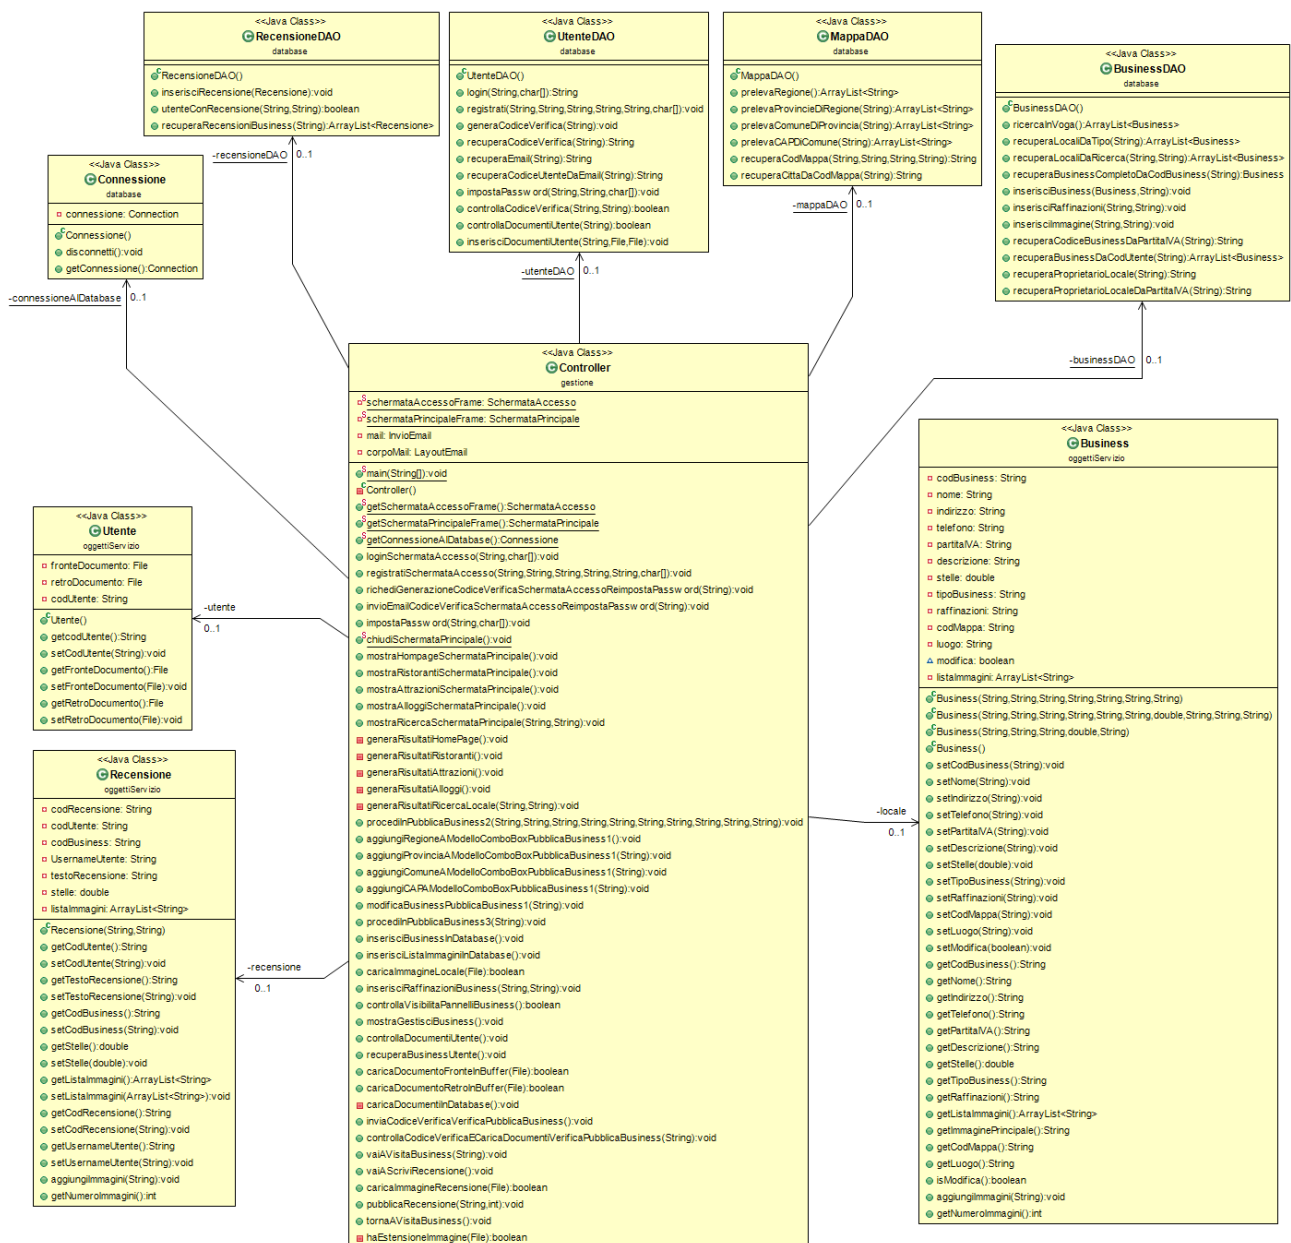 <<Java Class>>
RecensioneDAO
database
RecensioneDAO()
inserisciRecensione(Recensione):void
utenteConRecensione(String,String):boolean
recuperaRecensioniBusiness(String):ArrayList<Recensione>
<<Java Class>>
UtenteDAO
database
UtenteDAO()
login(String,char[]):String
registrati(String,String,String,String,String,char[]):void
generaCodiceVerifica(String):void
recuperaCodiceVerifica(String):String
recuperaEmail(String):String
recuperaCodiceUtenteDaEmail(String):String
impostaPassword(String,String,char[]):void
controllaCodiceVerifica(String,String):boolean
controllaDocumentiUtente(String):boolean
inserisciDocumentiUtente(String,File,File):void
<<Java Class>>
MappaDAO
database
MappaDAO()
prelevaRegione():ArrayList<String>
prelevaProvincieDiRegione(String):ArrayList<String>
prelevaComuneDiProvincia(String):ArrayList<String>
prelevaCAPDiComune(String):ArrayList<String>
recuperaCodMappa(String,String,String,String):String
recuperaCittaDaCodMappa(String):String
<<Java Class>>
BusinessDAO
database
BusinessDAO()
ricercaInVoga():ArrayList<Business>
recuperaLocaliDaTipo(String):ArrayList<Business>
recuperaLocaliDaRicerca(String,String):ArrayList<Business>
recuperaBusinessCompletoDaCodBusiness(String):Business
inserisciBusiness(Business,String):void
inserisciRaffinazioni(String,String):void
inserisciImmagine(String,String):void
recuperaCodiceBusinessDaPartitaIVA(String):String
recuperaBusinessDaCodUtente(String):ArrayList<Business>
recuperaProprietarioLocale(String):String
recuperaProprietarioLocaleDaPartitaIVA(String):String
<<Java Class>>
Connessione
database
connessione: Connection
Connessione()
disconnetti():void
getConnessione():Connection
-recensioneDAO 0..1
-utenteDAO 0..1
-mappaDAO 0..1
-businessDAO 0..1
-connessioneAlDatabase 0..1
<<Java Class>>
Controller
gestione
schermataAccessoFrame: SchermataAccesso
schermataPrincipaleFrame: SchermataPrincipale
mail: InvioEmail
corpoMail: LayoutEmail
main(String[]):void
Controller()
getSchermataAccessoFrame():SchermataAccesso
getSchermataPrincipaleFrame():SchermataPrincipale
getConnessioneAlDatabase():Connessione
loginSchermataAccesso(String,char[]):void
registratiSchermataAccesso(String,String,String,String,String,char[]):void
richediGenerazioneCodiceVerificaSchermataAccessoReimpostaPassword(String):void
invioEmailCodiceVerificaSchermataAccessoReimpostaPassword(String):void
impostaPassword(String,char[]):void
chiudiSchermataPrincipale():void
mostraHompageSchermataPrincipale():void
mostraRistorantiSchermataPrincipale():void
mostraAttrazioniSchermataPrincipale():void
mostraAlloggiSchermataPrincipale():void
mostraRicercaSchermataPrincipale(String,String):void
generaRisultatiHomePage():void
generaRisultatiRistoranti():void
generaRisultatiAttrazioni():void
generaRisultatiAlloggi():void
generaRisultatiRicercaLocale(String,String):void
procediInPubblicaBusiness2(String,String,String,String,String,String,String,String,String):void
aggiungiRegioneAModelloComboBoxPubblicaBusiness1():void
aggiungiProvinciaAModelloComboBoxPubblicaBusiness1(String):void
aggiungiComuneAModelloComboBoxPubblicaBusiness1(String):void
aggiungiCAPAModelloComboBoxPubblicaBusiness1(String):void
modificaBusinessPubblicaBusiness1(String):void
procediInPubblicaBusiness3(String):void
inserisciBusinessInDatabase():void
inserisciListaImmaginiInDatabase():void
caricaImmagineLocale(File):boolean
inserisciRaffinazioniBusiness(String,String):void
controllaVisibilitaPannelliBusiness():boolean
mostraGestisciBusiness():void
controllaDocumentiUtente():void
recuperaBusinessUtente():void
caricaDocumentoFronteInBuffer(File):boolean
caricaDocumentoRetroInBuffer(File):boolean
caricaDocumentiInDatabase():void
inviaCodiceVerificaVerificaPubblicaBusiness():void
controllaCodiceVerificaECaricaDocumentiVerificaPubblicaBusiness(String):void
vaiAVisitaBusiness(String):void
vaiAScriviRecensione():void
caricaImmagineRecensione(File):boolean
pubblicaRecensione(String,int):void
tornaAVisitaBusiness():void
haEstensioneImmagine(File):boolean
<<Java Class>>
Utente
oggettiServizio
fronteDocumento: File
retroDocumento: File
codUtente: String
Utente()
getcodUtente():String
setCodUtente(String):void
getFronteDocumento():File
setFronteDocumento(File):void
getRetroDocumento():File
setRetroDocumento(File):void
-utente
0..1
<<Java Class>>
Recensione
oggettiServizio
codRecensione: String
codUtente: String
codBusiness: String
UsernameUtente: String
testoRecensione: String
stelle: double
listaImmagini: ArrayList<String>
Recensione(String,String)
getCodUtente():String
setCodUtente(String):void
getTestoRecensione():String
setTestoRecensione(String):void
getCodBusiness():String
setCodBusiness(String):void
getStelle():double
setStelle(double):void
getListaImmagini():ArrayList<String>
setListaImmagini(ArrayList<String>):void
getCodRecensione():String
setCodRecensione(String):void
getUsernameUtente():String
setUsernameUtente(String):void
aggiungiImmagini(String):void
getNumeroImmagini():int
-recensione
0..1
-locale
0..1
<<Java Class>>
Business
oggettiServizio
codBusiness: String
nome: String
indirizzo: String
telefono: String
partitaIVA: String
descrizione: String
stelle: double
tipoBusiness: String
raffinazioni: String
codMappa: String
luogo: String
modifica: boolean
listaImmagini: ArrayList<String>
Business(String,String,String,String,String,String,String)
Business(String,String,String,String,String,String,double,String,String,String)
Business(String,String,String,double,String)
Business()
setCodBusiness(String):void
setNome(String):void
setIndirizzo(String):void
setTelefono(String):void
setPartitaIVA(String):void
setDescrizione(String):void
setStelle(double):void
setTipoBusiness(String):void
setRaffinazioni(String):void
setCodMappa(String):void
setLuogo(String):void
setModifica(boolean):void
getCodBusiness():String
getNome():String
getIndirizzo():String
getTelefono():String
getPartitaIVA():String
getDescrizione():String
getStelle():double
getTipoBusiness():String
getRaffinazioni():String
getListaImmagini():ArrayList<String>
getImmaginePrincipale():String
getCodMappa():String
getLuogo():String
isModifica():boolean
aggiungiImmagini(String):void
getNumeroImmagini():int